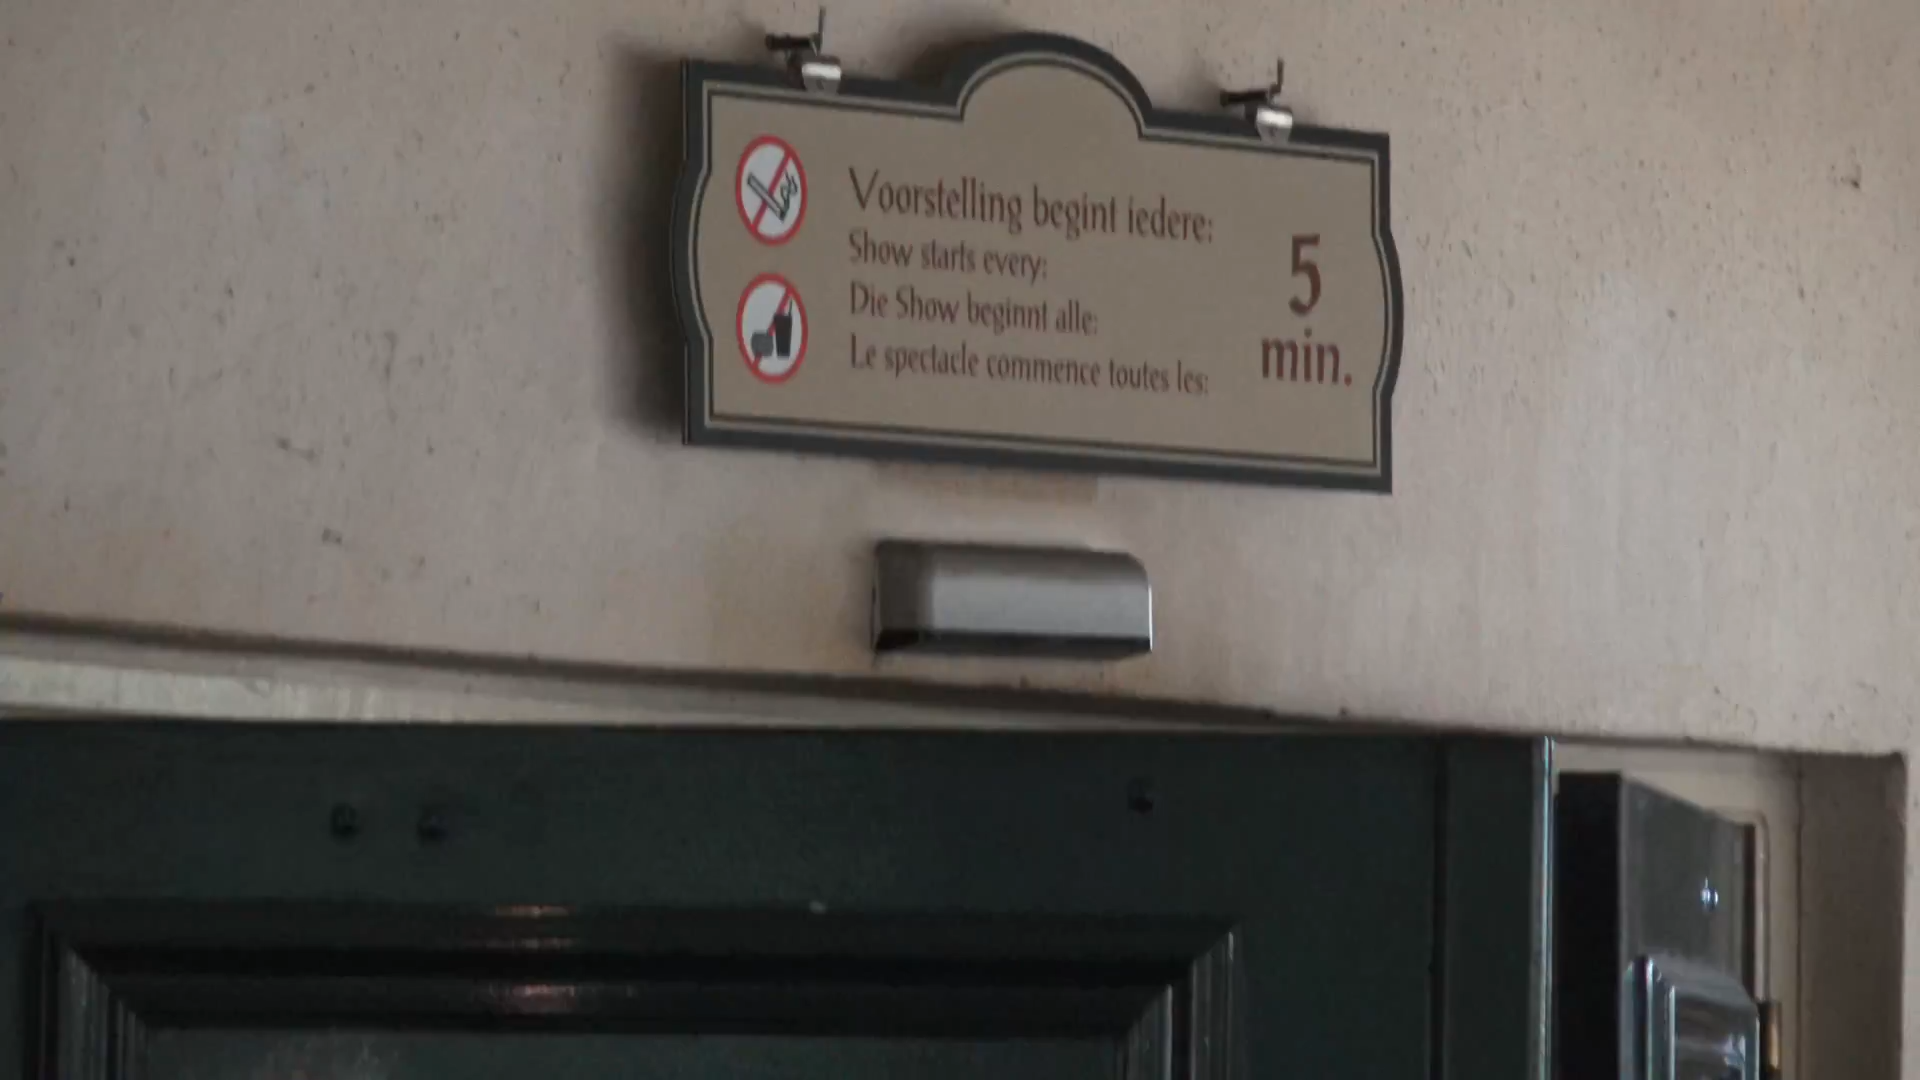 Voorstelling begint iedere:
Show starts every:
Die Show beginnt alle:
Le spectacle commence toutes les:
5
min.